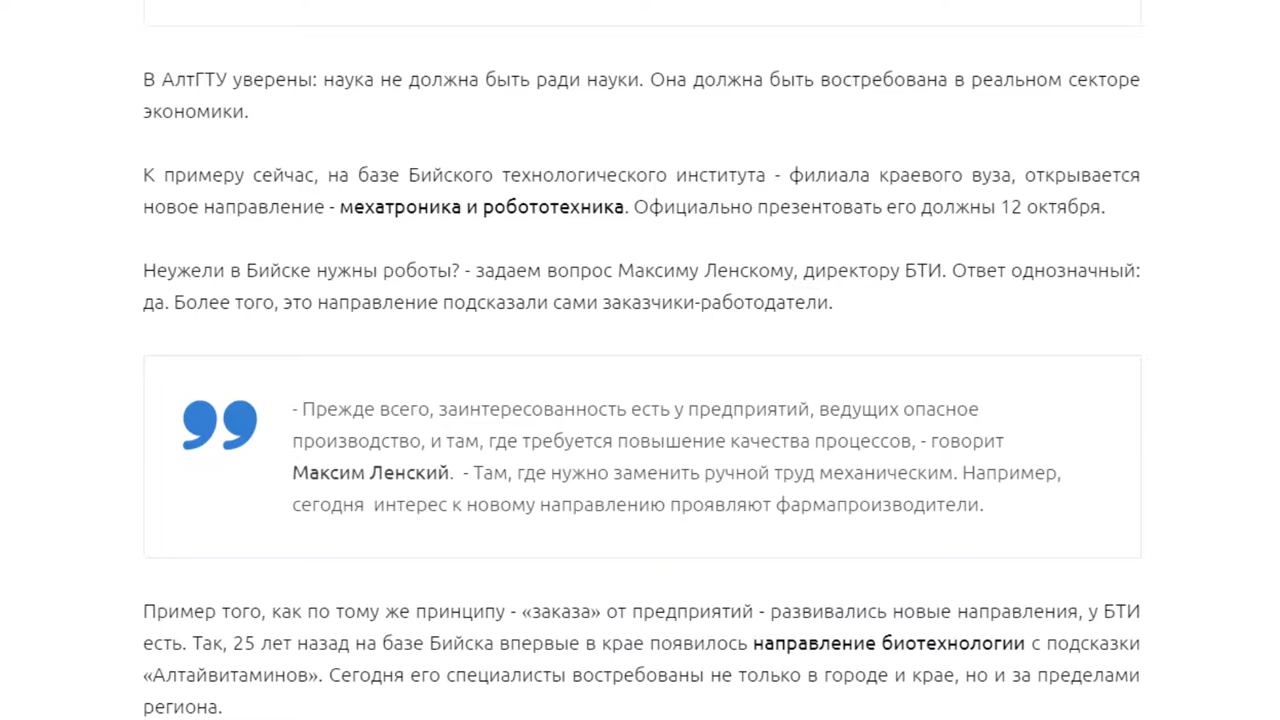 В АлтГТУ уверены: наука не должна быть ради науки. Она должна быть востребована в реальном секторе
экономики.
К примеру сейчас, на базе Бийского технологического института - филиала краевого вуза, открывается
новое направление - мехатроника и робототехника. Официально презентовать его должны 12 октября.
Неужели в Бийске нужны роботы? - задаем вопрос Максиму Ленскому, директору БТИ. Ответ однозначный:
да. Более того, это направление подсказали сами заказчики-работодатели.
- Прежде всего, заинтересованность есть у предприятий, ведущих опасное
производство, и там, где требуется повышение качества процессов, - говорит
Максим Ленский.  - Там, где нужно заменить ручной труд механическим. Например,
сегодня  интерес к новому направлению проявляют фармапроизводители.
Пример того, как по тому же принципу - «заказа» от предприятий - развивались новые направления, у БТИ
есть. Так, 25 лет назад на базе Бийска впервые в крае появилось направление биотехнологии с подсказки
«Алтайвитаминов». Сегодня его специалисты востребованы не только в городе и крае, но и за пределами
региона.